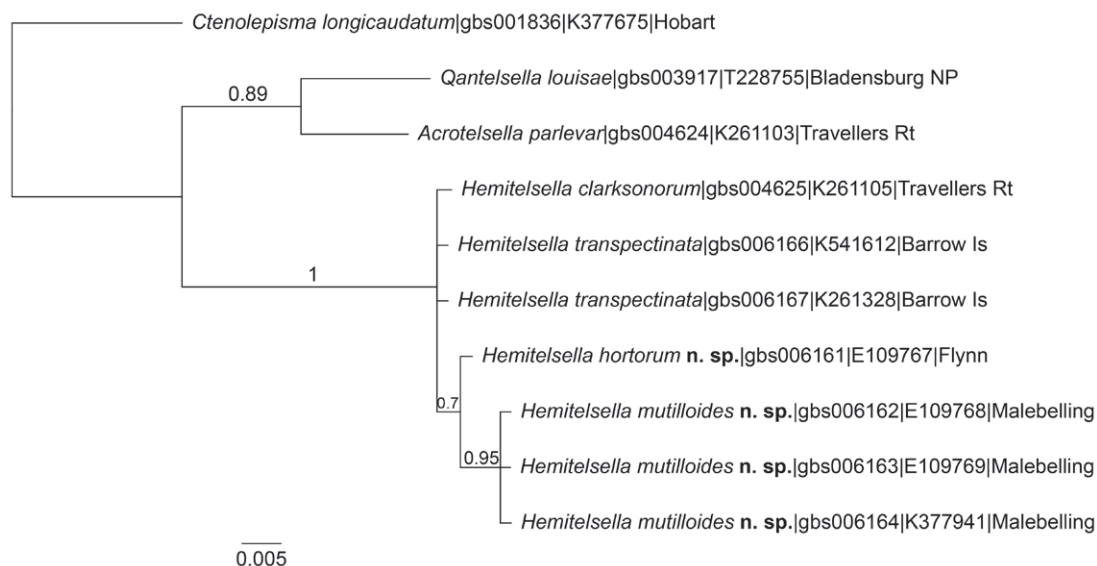 Ctenolepisma longicaudatum|gbs001836|K377675|Hobart
Qantelsella louisae|gbs003917|T228755|Bladensburg NP
0.89
Acrotelsella parlevar|gbs004624|K261103|Travellers Rt
Hemitelsella clarksonorum|gbs004625|K261105|Travellers Rt
Hemitelsella transpectinata|gbs006166|K541612|Barrow Is
1
Hemitelsella transpectinata|gbs006167|K261328|Barrow Is
Hemitelsella hortorum n. sp.|gbs006161|E109767|Flynn
0.7
Hemitelsella mutilloides n. sp.|gbs006162|E109768|Malebelling
0.95
Hemitelsella mutilloides n. sp.|gbs006163|E109769|Malebelling
Hemitelsella mutilloides n. sp.|gbs006164|K377941|Malebelling
0.005